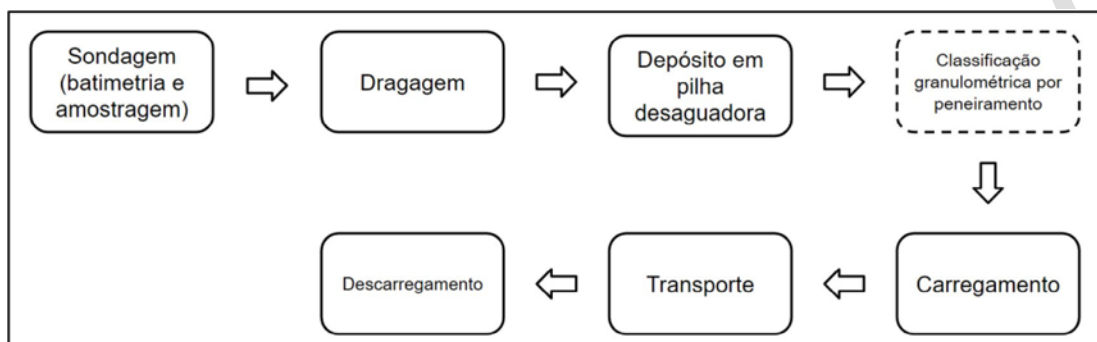 Sondagem
(batimetria e
amostragem)
Dragagem
Depósito em
pilha
desaguadora
Classificação
granulométrica por
peneiramento
Carregamento
Transporte
Descarregamento